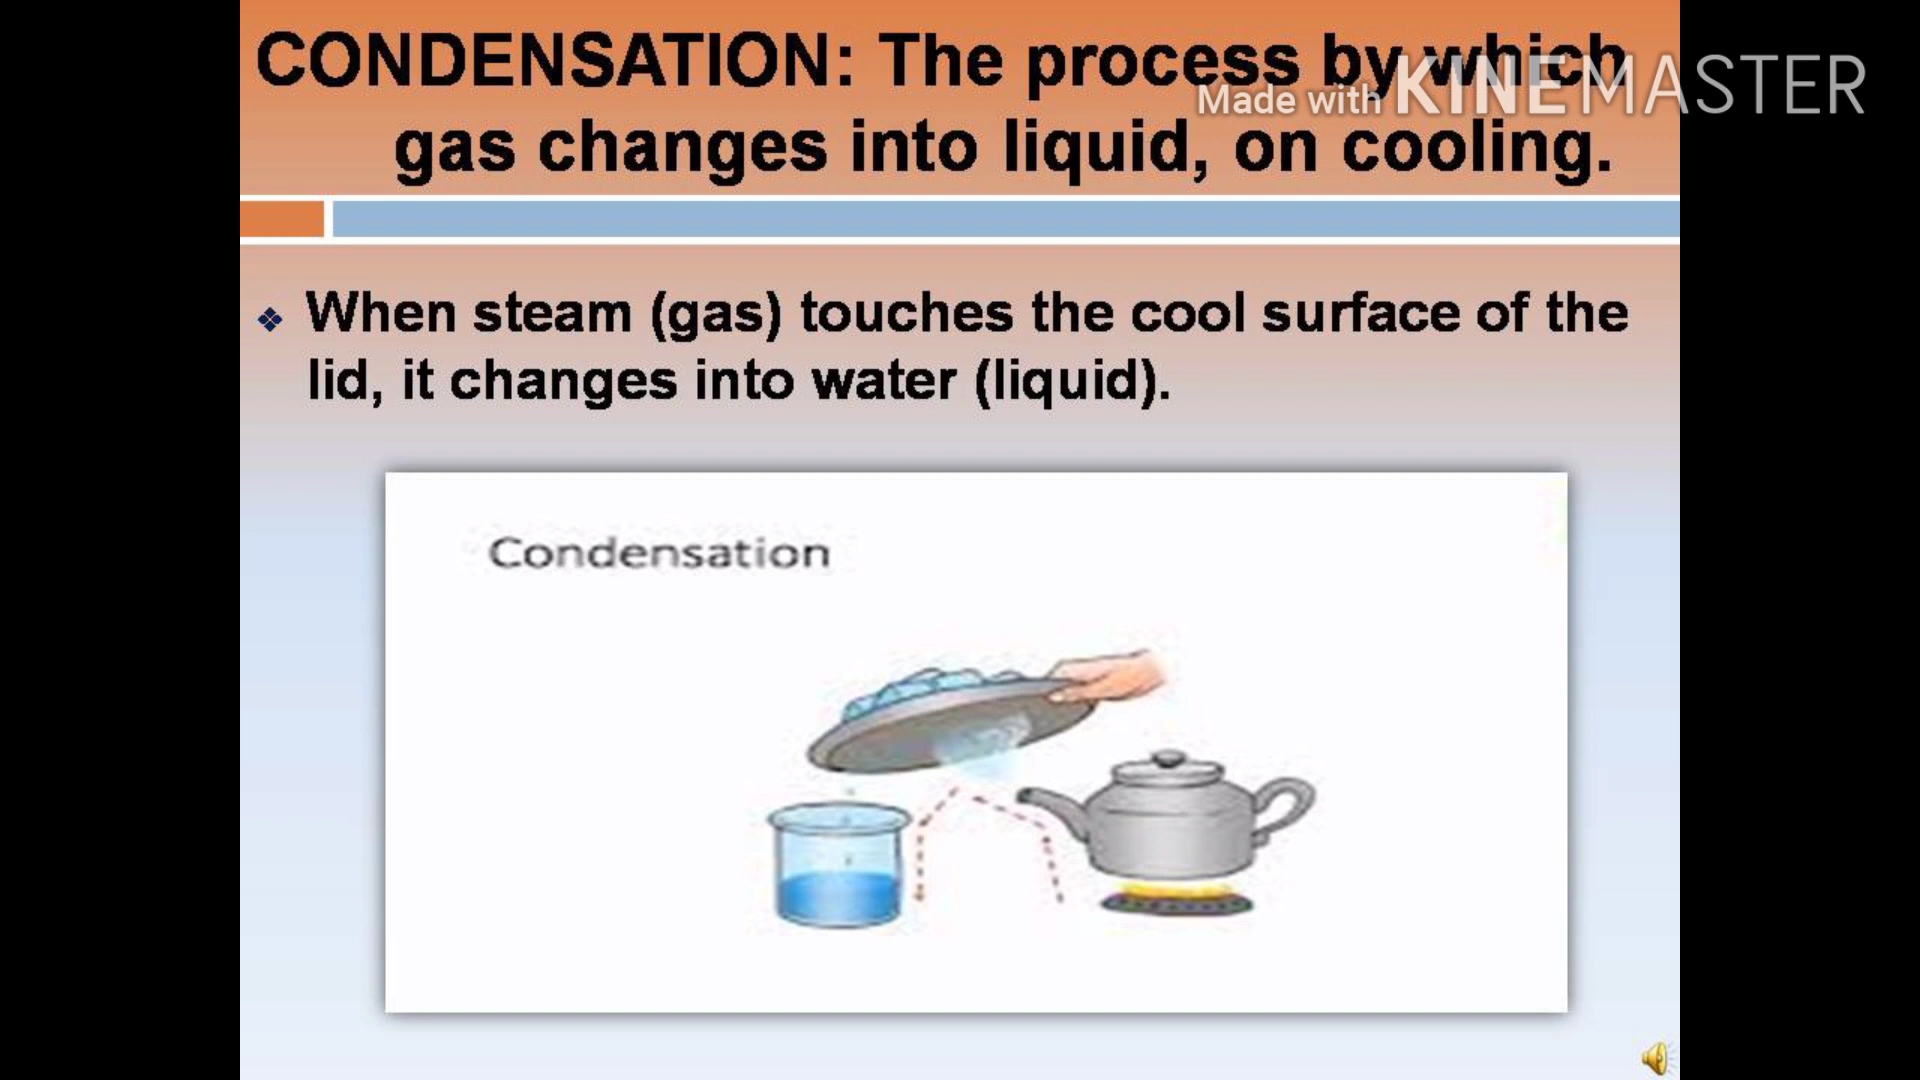 CONDENSATION: The process by which
Made with KINEMASTER
gas changes into liquid, on cooling.
❖ When steam (gas) touches the cool surface of the
lid, it changes into water (liquid).
Condensation